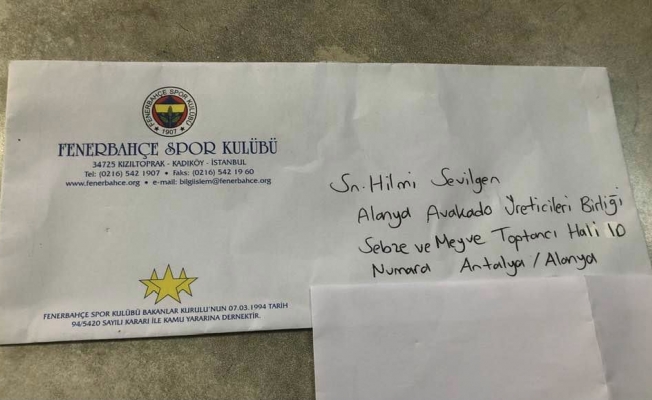 FENERBAHÇE SPOR KULÜBÜ
1907
FENERBAHÇE SPOR KULÜBÜ
34725 KIZILTOPRAK - KADIKÖY - İSTANBUL
Tel: (0216) 542 1907 • Faks: (0216) 542 19 60
www.fenerbahce.org • e-mail: bilgiislem@fenerbahce.org
FENERBAHÇE SPOR KULÜBÜ BAKANLAR KURULU'NUN 07.03.1994 TARİH
94/5420 SAYILI KARARI İLE KAMU YARARINA DERNEKTİR.
Sn. Hilmi Sevilgen
Alanya Avakado Üreticileri Birliği
Sebze ve Meyve Toptancı Hali 10
Numara Antalya / Alanya